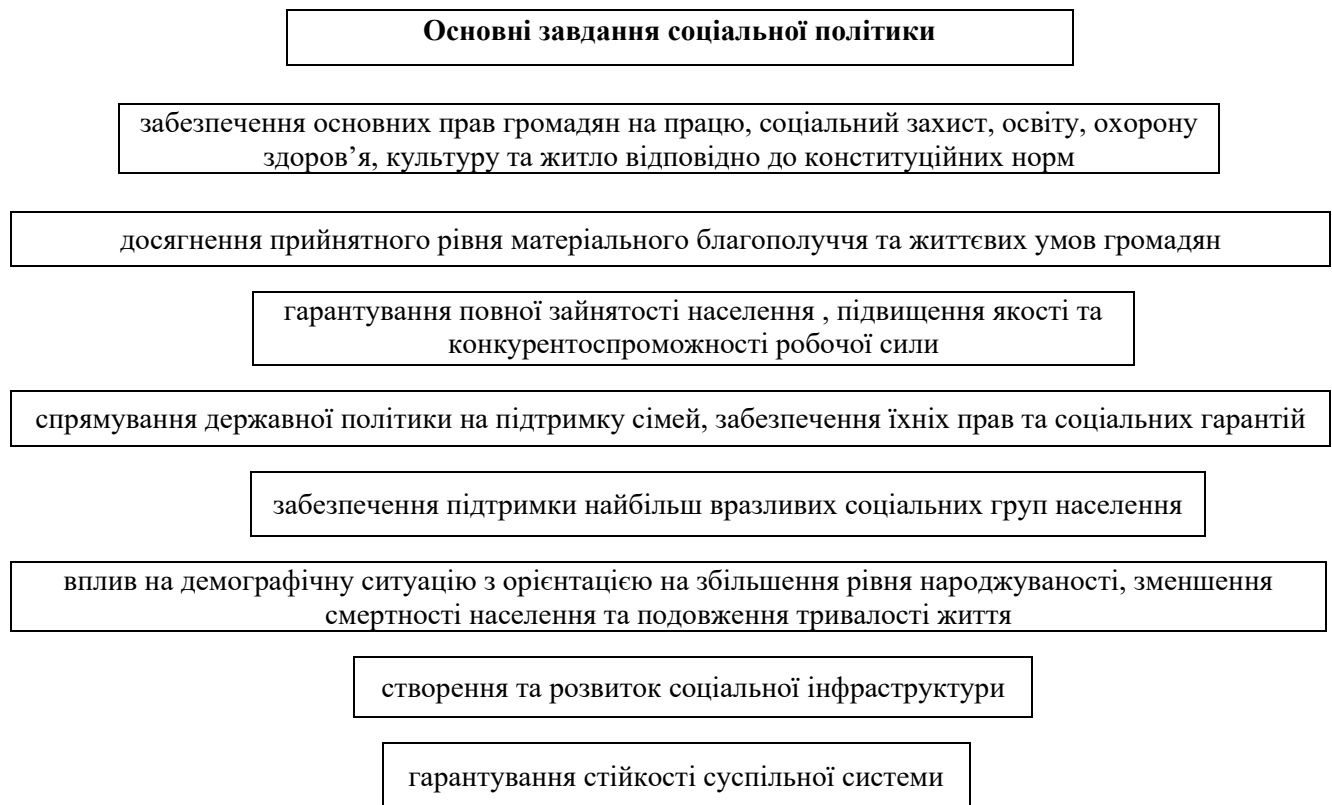 Основні завдання соціальної політики
забезпечення основних прав громадян на працю, соціальний захист, освіту, охорону
здоров’я, культуру та житло відповідно до конституційних норм
досягнення прийнятного рівня матеріального благополуччя та життєвих умов громадян
гарантування повної зайнятості населення , підвищення якості та
конкурентоспроможності робочої сили
спрямування державної політики на підтримку сімей, забезпечення їхніх прав та соціальних гарантій
забезпечення підтримки найбільш вразливих соціальних груп населення
вплив на демографічну ситуацію з орієнтацією на збільшення рівня народжуваності, зменшення
смертності населення та подовження тривалості життя
створення та розвиток соціальної інфраструктури
гарантування стійкості суспільної системи